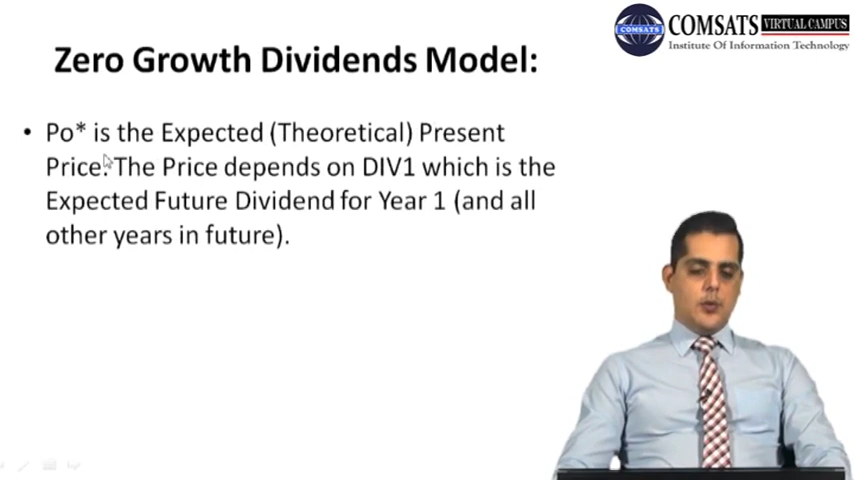 COMSATS VIRTUAL CAMPUS
COMSATS
Institute Of Information Technology
Zero Growth Dividends Model:
• Po* is the Expected (Theoretical) Present
Price. The Price depends on DIV1 which is the
Expected Future Dividend for Year 1 (and all
other years in future).